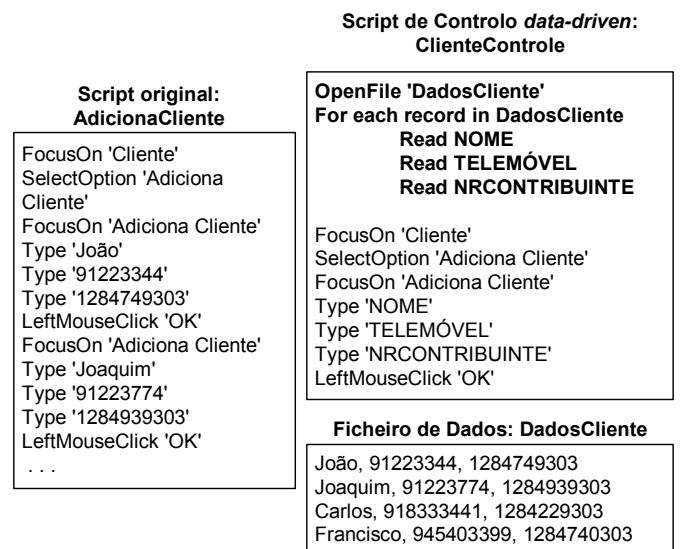 Script original:
AdicionaCliente
FocusOn 'Cliente'
SelectOption 'Adiciona
Cliente'
FocusOn 'Adiciona Cliente'
Type 'João'
Type '91223344'
Type '1284749303'
LeftMouseClick 'OK'
FocusOn 'Adiciona Cliente'
Type 'Joaquim'
Type '91223774'
Type '1284939303'
LeftMouseClick 'OK'
. . .
Script de Controlo data-driven:
ClienteControle
OpenFile 'DadosCliente'
For each record in DadosCliente
Read NOME
Read TELEMÓVEL
Read NRCONTRIBUINTE
FocusOn 'Cliente'
SelectOption 'Adiciona Cliente'
FocusOn 'Adiciona Cliente'
Type 'NOME'
Type 'TELEMÓVEL'
Type 'NRCONTRIBUINTE'
LeftMouseClick 'OK'
Ficheiro de Dados: DadosCliente
João, 91223344, 1284749303
Joaquim, 91223774, 1284939303
Carlos, 918333441, 1284229303
Francisco, 945403399, 1284740303